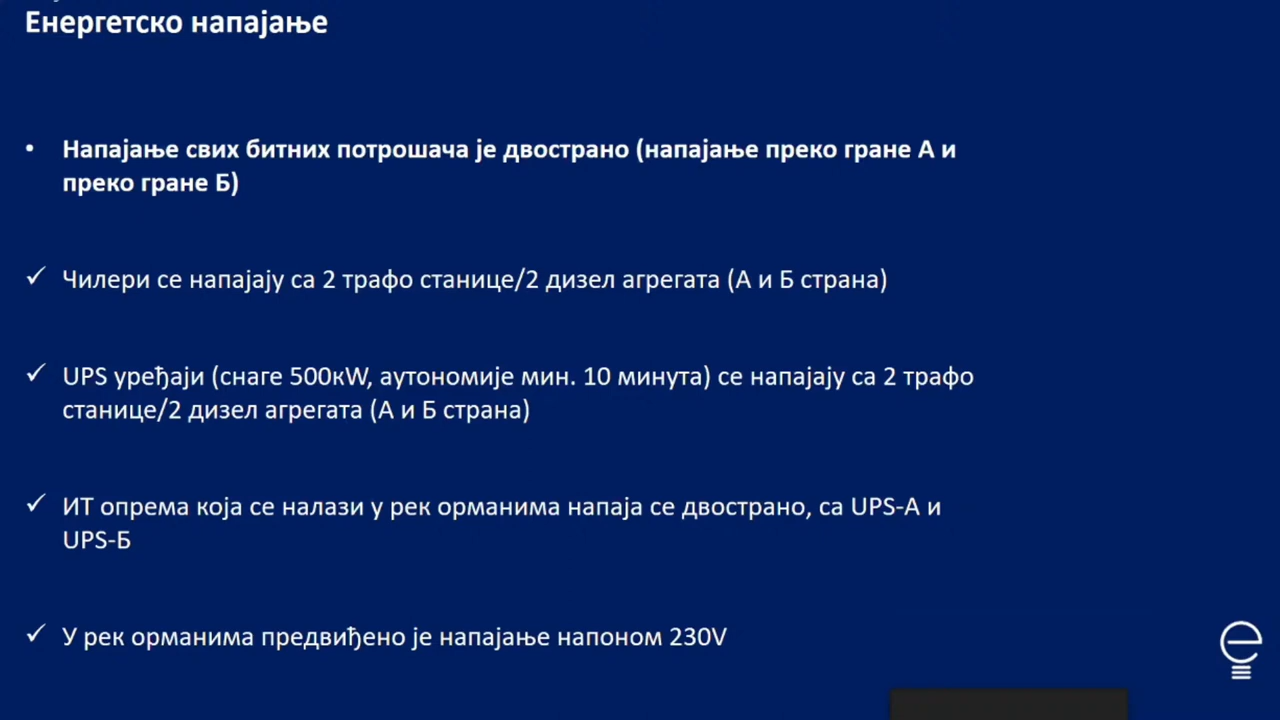 Енергетско напајање
• Напајање свих битних потрошача је двострано (напајање преко гране А и
преко гране Б)
✓ Чилери се напајају са 2 трафо станице/2 дизел агрегата (А и Б страна)
✓ UPS уређаји (снаге 500кW, аутономије мин. 10 минута) се напајају са 2 трафо
станице/2 дизел агрегата (А и Б страна)
✓ ИТ опрема која се налази у рек орманима напаја се двострано, са UPS-А и
UPS-Б
✓ У рек орманима предвиђено је напајање напоном 230V